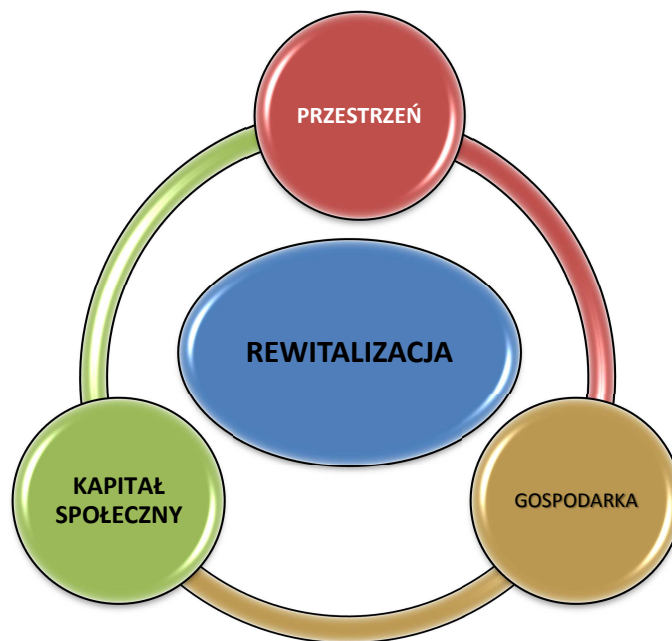 PRZESTRZEŃ
REWITALIZACJA
KAPITAŁ
SPOŁECZNY
GOSPODARKA